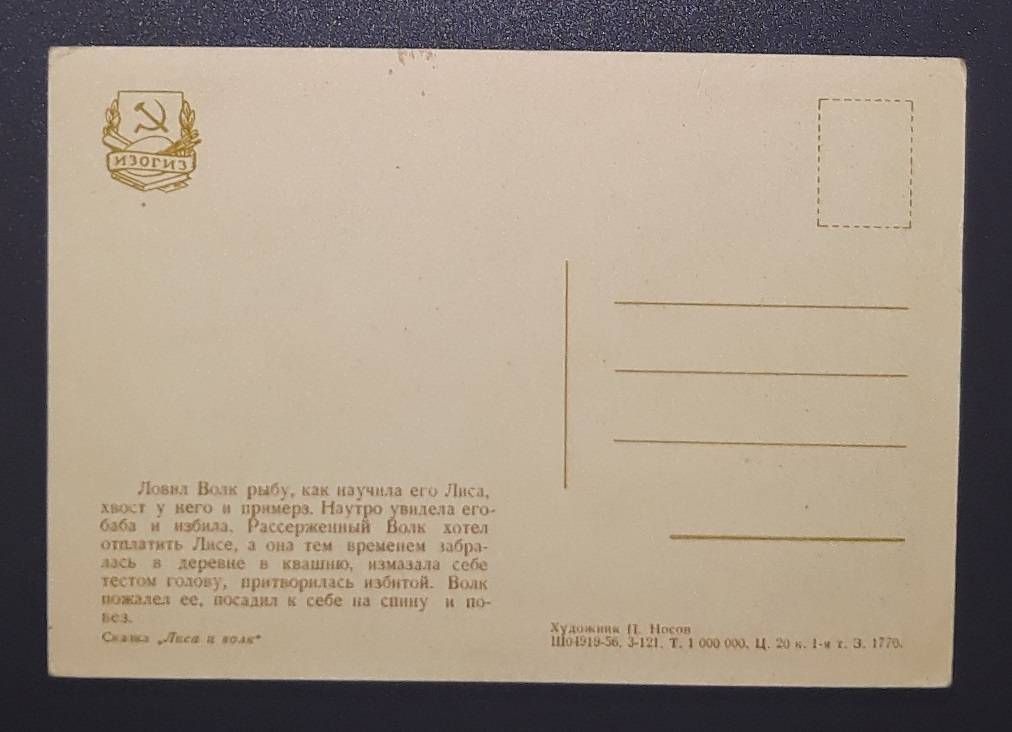 ИЗОГИЗ
Ловил Волк рыбу, как научила его Лиса,
хвост у него и примерз. Наутро увидела его
баба и избила. Рассерженный Волк хотел
отплатить Лисе, а она тем временем забра-
лась в деревне в квашню, измазала себе
тестом голову, притворилась избитой. Волк
пожалел ее, посадил к себе на спину и по-
вез.
Сказка „Лиса и волк“
Художник П. Носов
Ш04919-56. 3-121. Т. 1 000 000. Ц. 20 к. 1-я т. З. 1770.